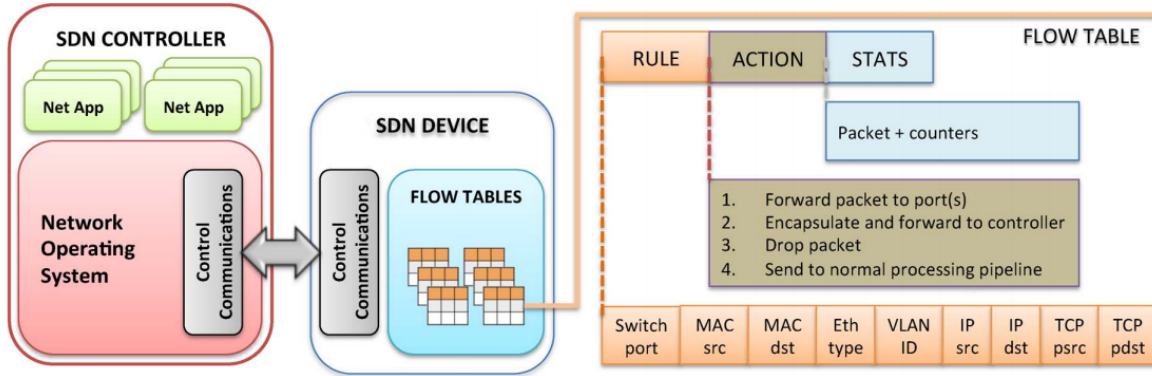 SDN CONTROLLER
Net App
Net App
Network
Operating
System
Control
Communications
SDN DEVICE
Control
Communications
FLOW TABLES
FLOW TABLE
RULE
ACTION
STATS
Packet + counters
1. Forward packet to port(s)
2. Encapsulate and forward to controller
3. Drop packet
4. Send to normal processing pipeline
Switch
port
MAC
src
MAC
dst
Eth
type
VLAN
ID
IP
src
IP
dst
TCP
psrc
TCP
pdst